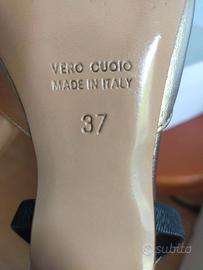 VERO CUOIO
MADE IN ITALY
37
subito